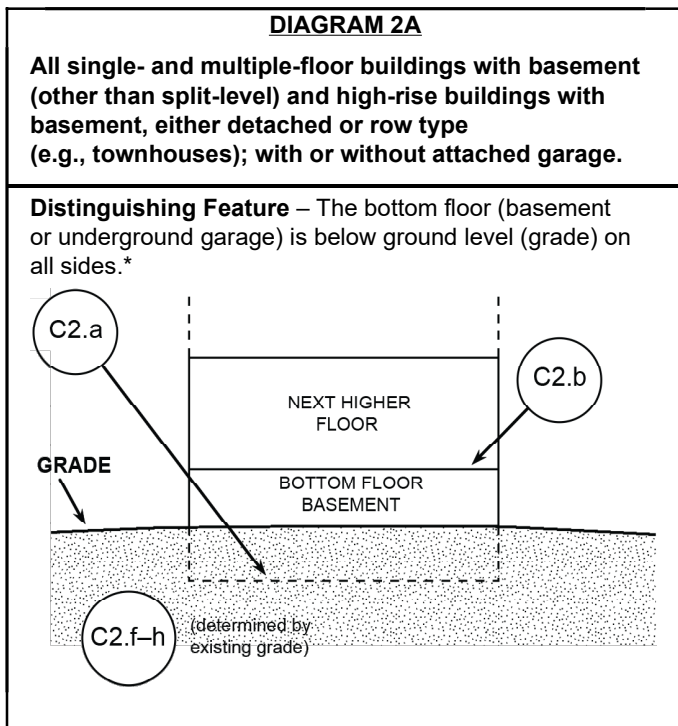 DIAGRAM 2A
All single- and multiple-floor buildings with basement
(other than split-level) and high-rise buildings with
basement, either detached or row type
(e.g., townhouses); with or without attached garage.
Distinguishing Feature – The bottom floor (basement
or underground garage) is below ground level (grade) on
all sides.*
C2.a
C2.b
NEXT HIGHER
FLOOR
GRADE
BOTTOM FLOOR
BASEMENT
C2.f–h
(determined by
existing grade)